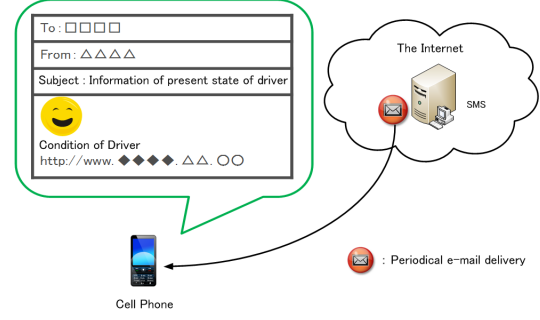 To : □□□□
From : △△△△
Subject : Information of present state of driver
Condition of Driver
http://www. ◆◆◆◆. △△. ○○
The Internet
SMS
: Periodical e-mail delivery
Cell Phone